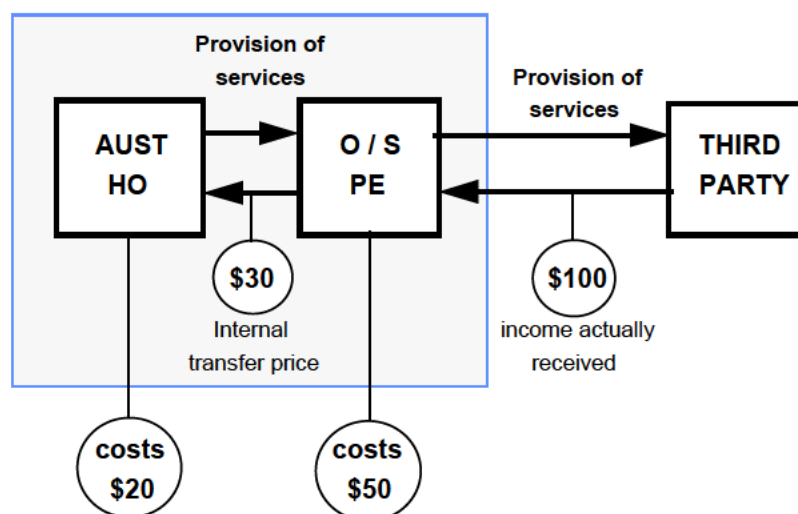 Provision of
services
Provision of
services
AUST
HO
O / S
PE
THIRD
PARTY
$30
$100
Internal
transfer price
income actually
received
costs
$20
costs
$50